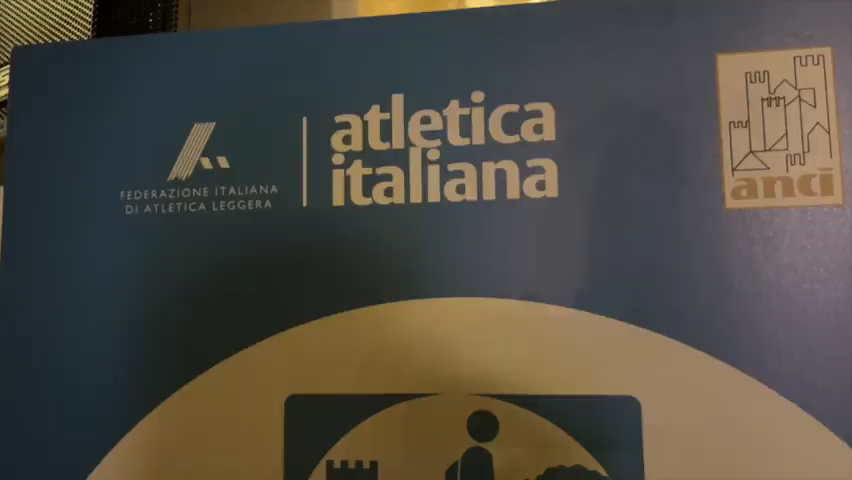 FEDERAZIONE ITALIANA
DI ATLETICA LEGGERA
atletica
italiana
anci